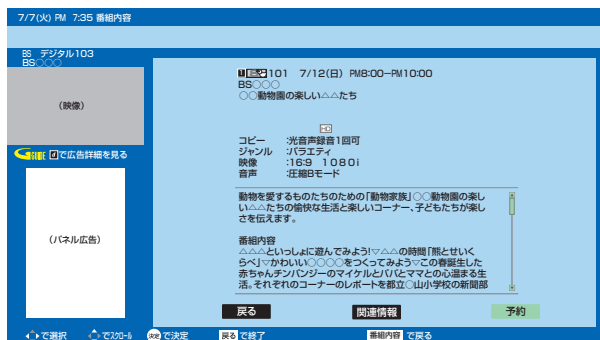 7/7(火) PM 7:35 番組内容
BS デジタル103
BS○○○
(映像)
Gガイド dで広告詳細を見る
(パネル広告)
1 101 7/12(日) PM8:00-PM10:00
BS○○○
○○動物園の楽しい△△たち
HD
コピー :光音声録音1回可
ジャンル :バラエティ
映像 :16:9 1080i
音声 :圧縮Bモード
動物を愛するものたちのための「動物家族」○○動物園の楽し
い△△たちの愉快な生活と楽しいコーナー、子どもたちが楽し
さを伝えます。
番組内容
△△△といっしょに遊んでみよう!▽△△の時間「熊とせいく
らべ」▽かわいい○○○○をつくってみよう▽この春誕生した
赤ちゃんチンパンジーのマイケルとパパとママとの心温まる生
活。それぞれのコーナーのレポートを都立○山小学校の新聞部
戻る 関連情報 予約
で選択 でスクロール 決定 で決定 戻る で終了 番組内容 で戻る